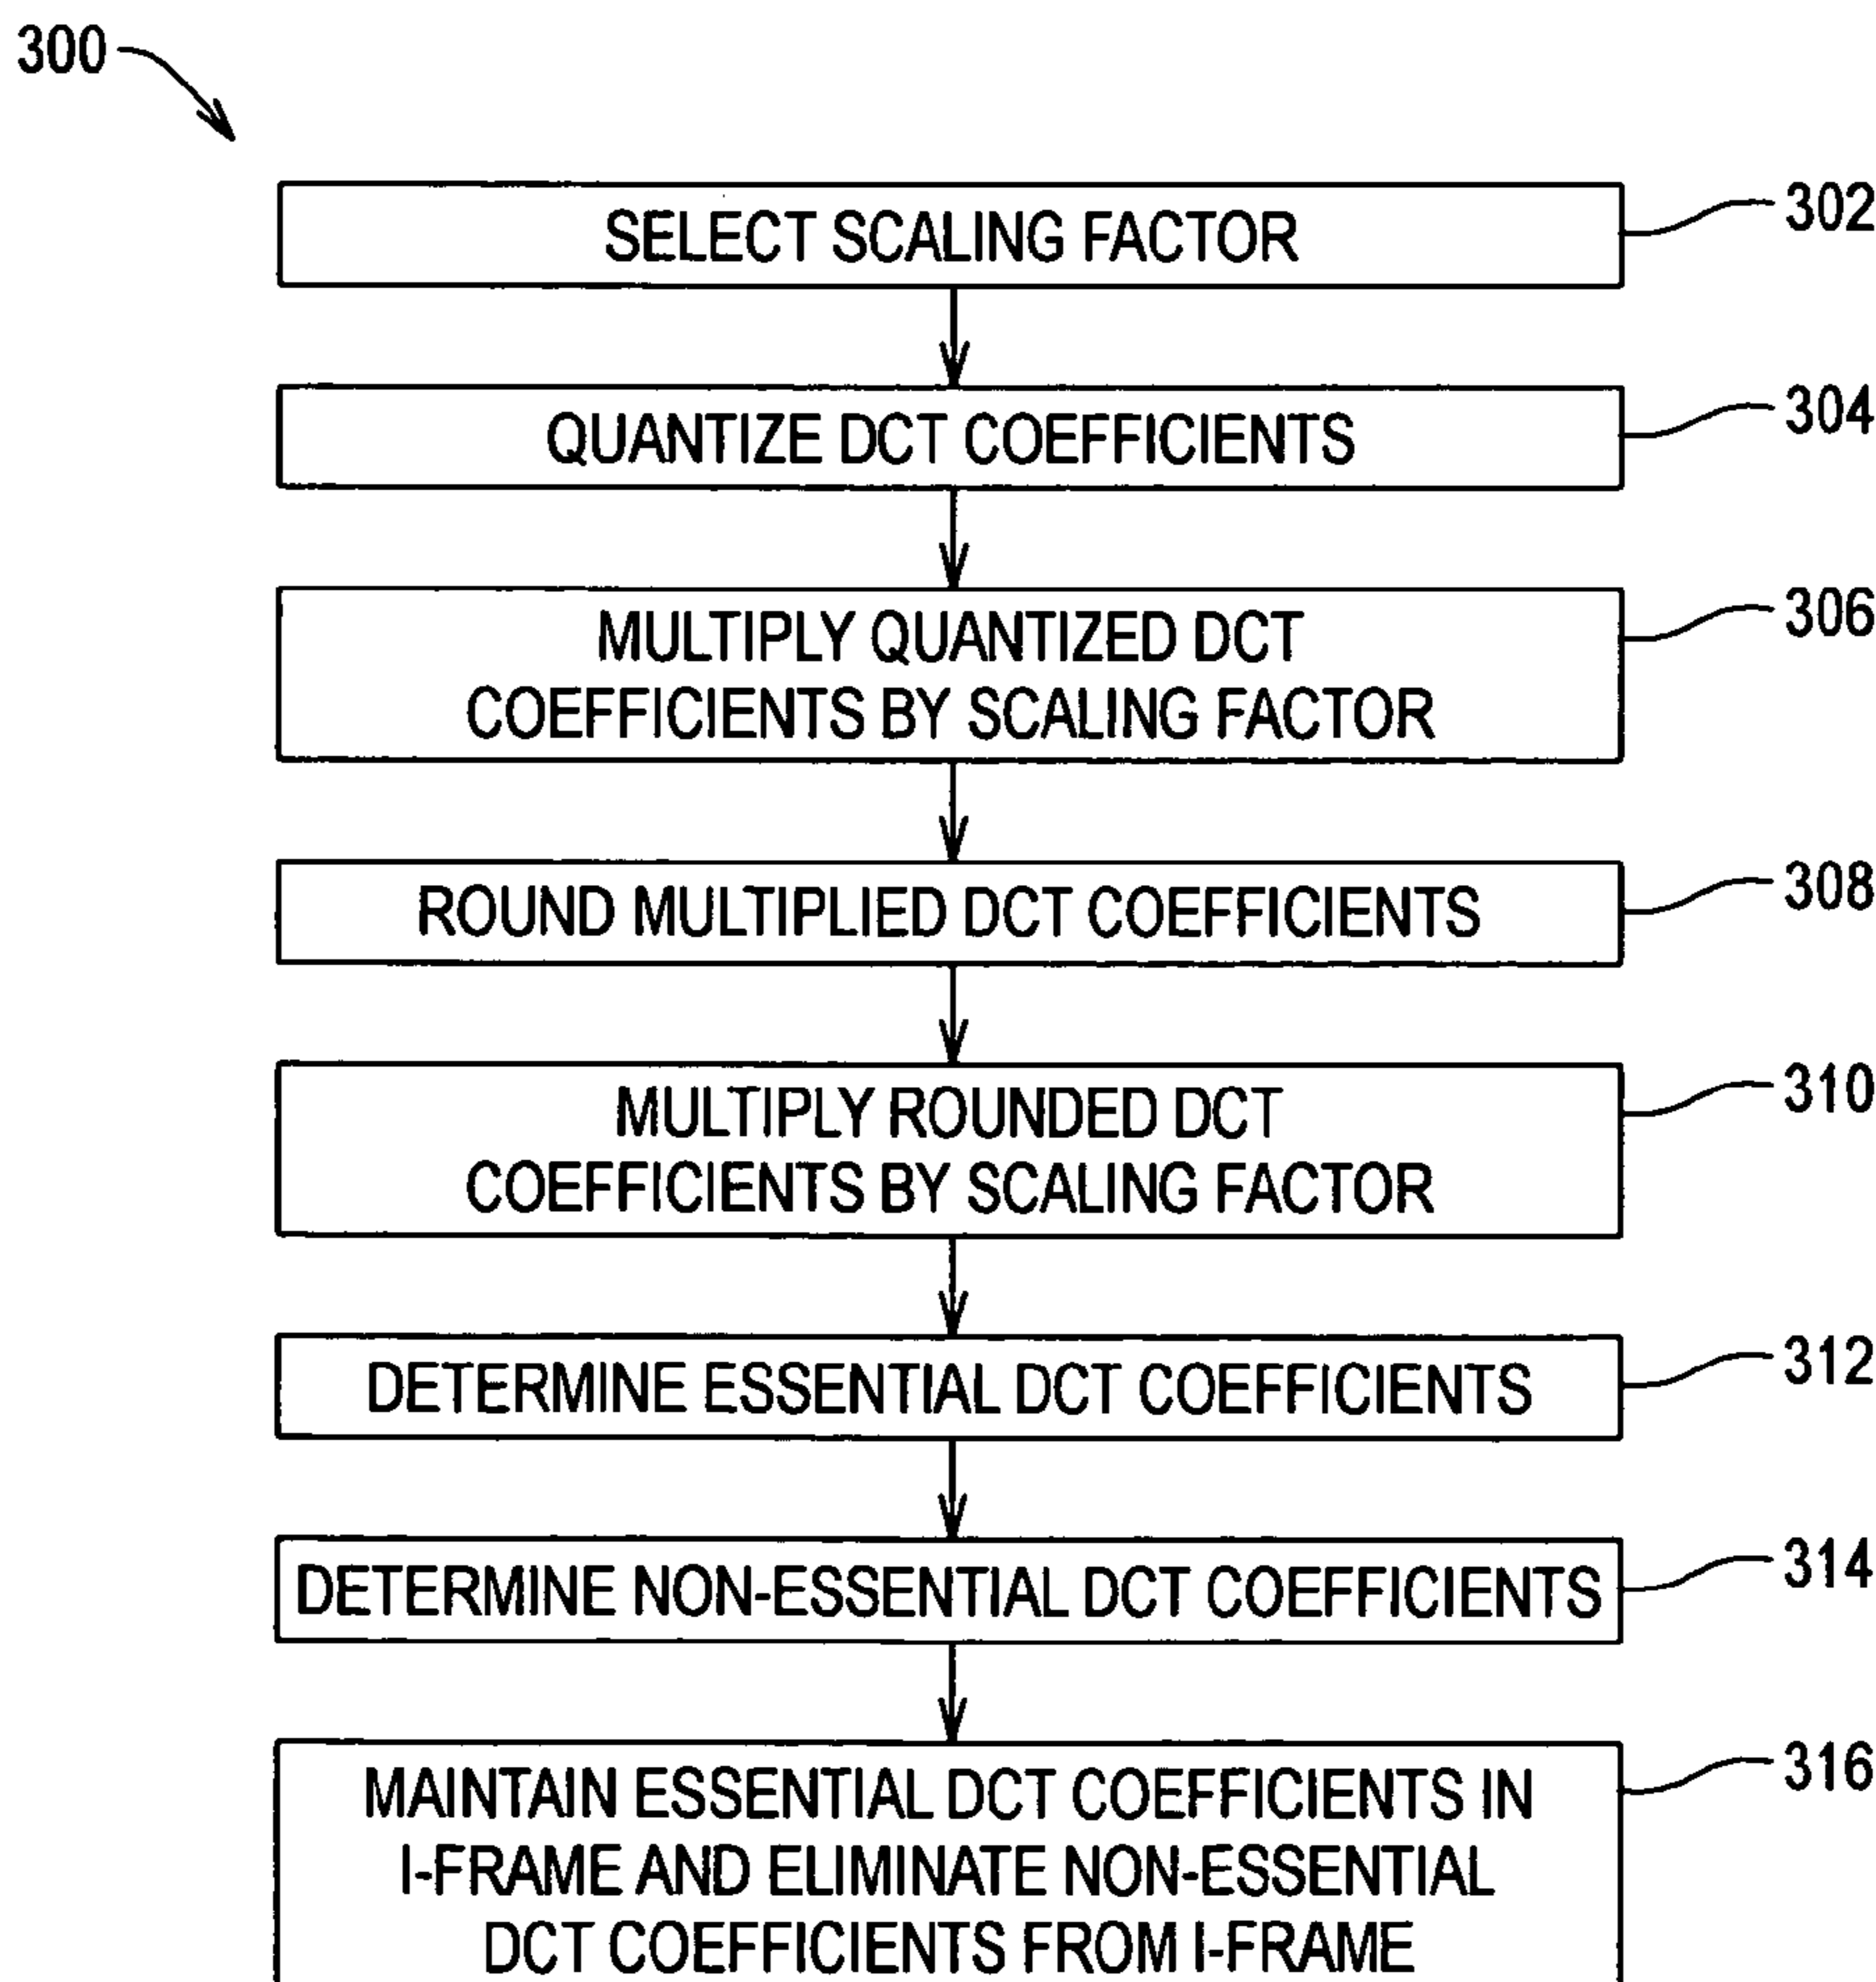 300
SELECT SCALING FACTOR
302
QUANTIZE DCT COEFFICIENTS
304
MULTIPLY QUANTIZED DCT
COEFFICIENTS BY SCALING FACTOR
306
ROUND MULTIPLIED DCT COEFFICIENTS
308
MULTIPLY ROUNDED DCT
COEFFICIENTS BY SCALING FACTOR
310
DETERMINE ESSENTIAL DCT COEFFICIENTS
312
DETERMINE NON-ESSENTIAL DCT COEFFICIENTS
314
MAINTAIN ESSENTIAL DCT COEFFICIENTS IN
I-FRAME AND ELIMINATE NON-ESSENTIAL
DCT COEFFICIENTS FROM I-FRAME
316